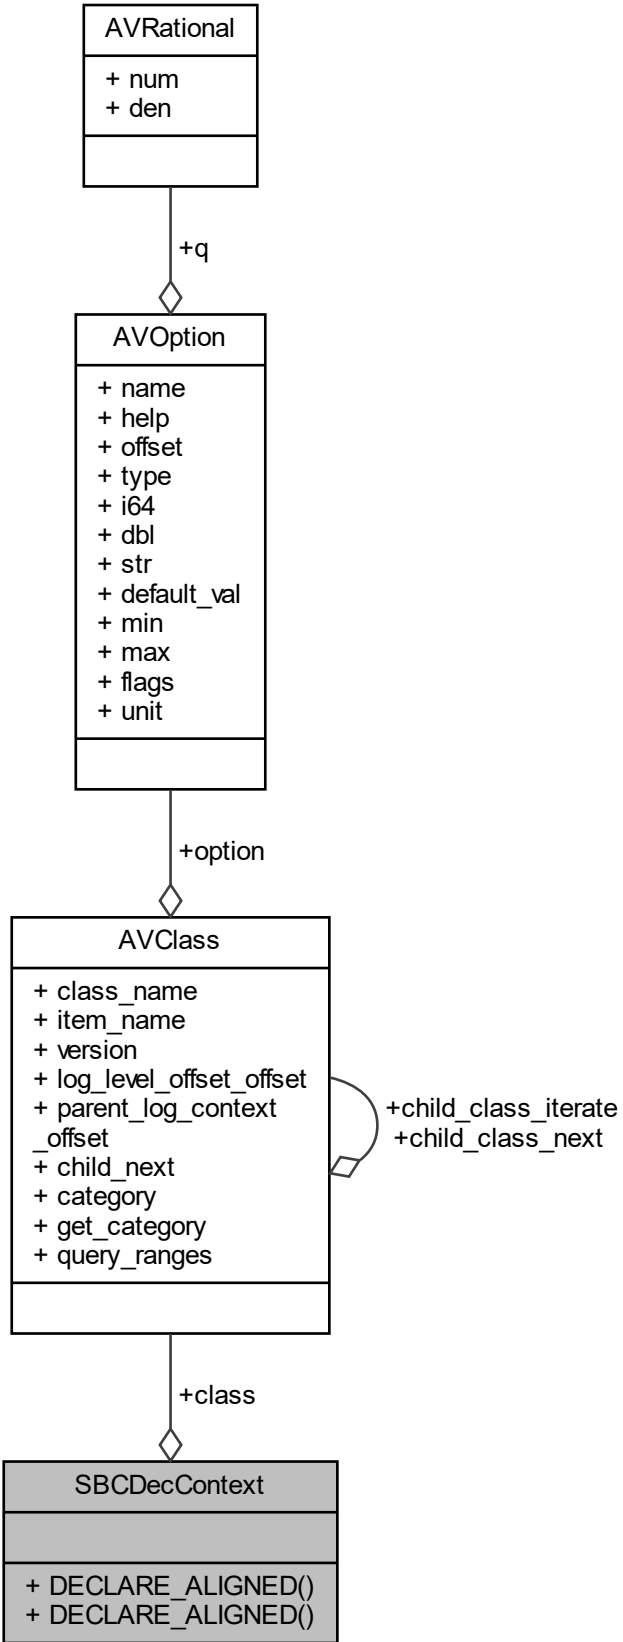 AVRational
+ num
+ den
+q
AVOption
+ name
+ help
+ offset
+ type
+ i64
+ dbl
+ str
+ default_val
+ min
+ max
+ flags
+ unit
+option
AVClass
+ class_name
+ item_name
+ version
+ log_level_offset_offset
+ parent_log_context
_offset
+ child_next
+ category
+ get_category
+ query_ranges
+child_class_iterate
+child_class_next
+class
SBCDecContext
+ DECLARE_ALIGNED()
+ DECLARE_ALIGNED()